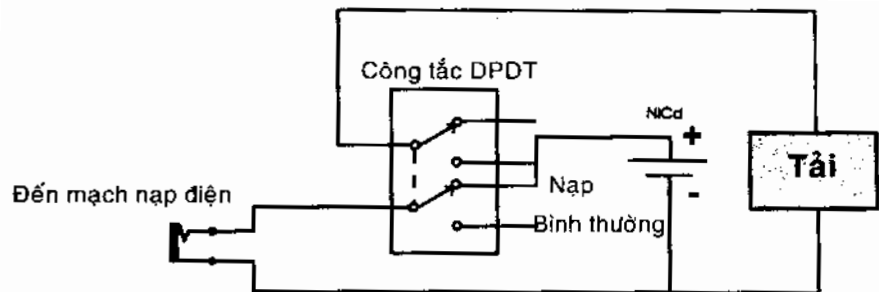 Công tắc DPDT
NiCd
+
Tải
-
Nạp
Đến mạch nạp điện
Bình thường